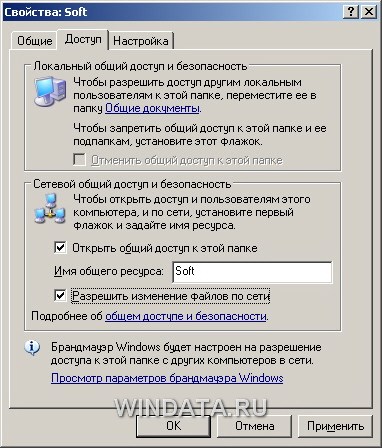 Свойства: Soft
Общие
Доступ
Настройка
Локальный общий доступ и безопасность
Чтобы разрешить доступ другим локальным
пользователям к этой папке, переместите ее в
папку Общие документы.
Чтобы запретить общий доступ к этой папке и ее
подпапкам, установите этот флажок.
Отменить общий доступ к этой папке
Сетевой общий доступ и безопасность
Чтобы открыть доступ и пользователям этого
компьютера, и по сети, установите первый
флажок и задайте имя ресурса.
Открыть общий доступ к этой папке
Имя общего ресурса: Soft
Разрешить изменение файлов по сети
Подробнее об общем доступе и безопасности.
Брандмауэр Windows будет настроен на разрешение
доступа к этой папке с других компьютеров в сети.
Просмотр параметров брандмауэра Windows
WINDATA.RU
ОК
Отмена
Применить